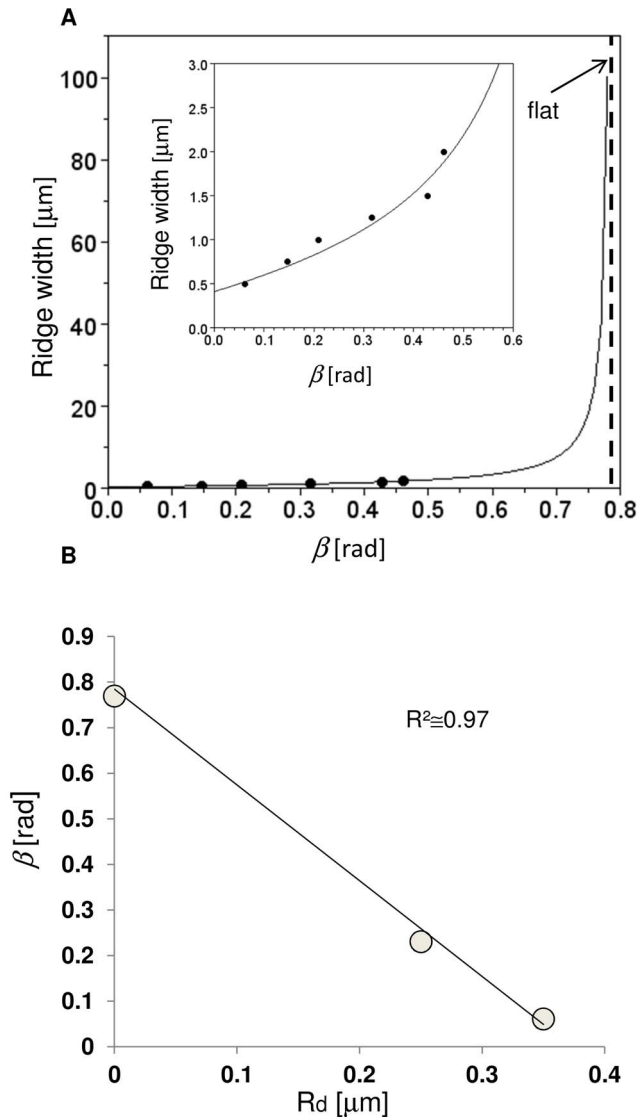 A
Ridge width [μm]
100
80
60
40
20
0
0.0 0.1 0.2 0.3 0.4 0.5 0.6 0.7 0.8
β [rad]
flat
Ridge width [μm]
3.0
2.5
2.0
1.5
1.0
0.5
0.0
0.0 0.1 0.2 0.3 0.4 0.5 0.6
β [rad]
B
β [rad]
0.9
0.8
0.7
0.6
0.5
0.4
0.3
0.2
0.1
0
R²≅0.97
0 0.1 0.2 0.3 0.4
Rd [μm]